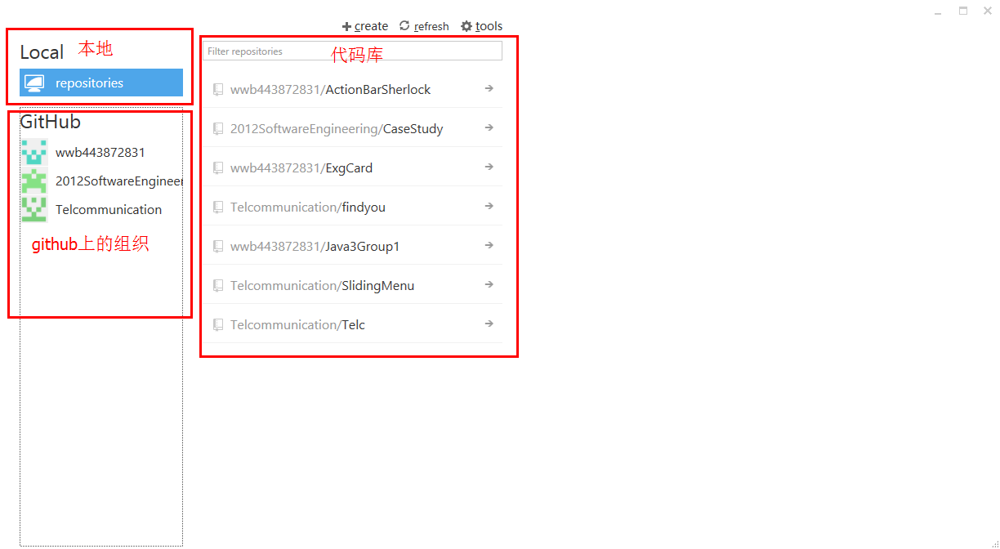 create refresh tools
Local 本地
repositories
GitHub
wwb443872831
2012SoftwareEngineer
Telcommunication
github上的组织
Filter repositories 代码库
wwb443872831/ActionBarSherlock
2012SoftwareEngineering/CaseStudy
wwb443872831/ExgCard
Telcommunication/findyou
wwb443872831/Java3Group1
Telcommunication/SlidingMenu
Telcommunication/Telc